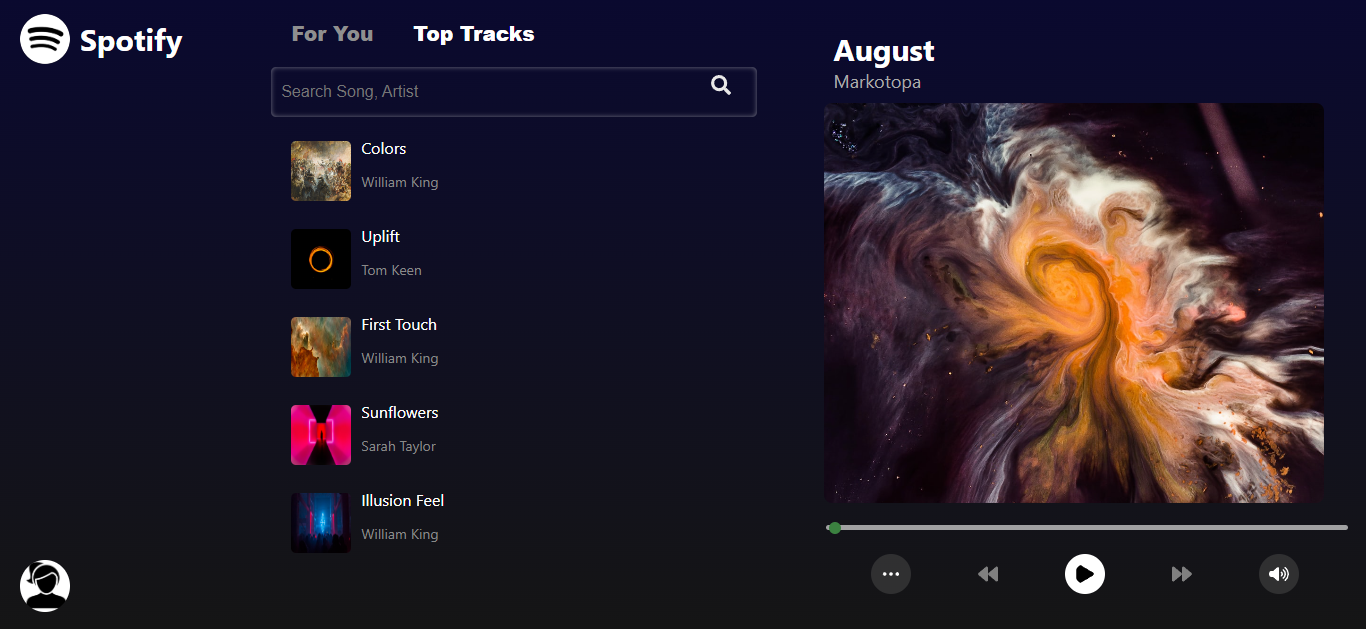 Spotify
For You
Top Tracks
Search Song, Artist
Colors
William King
Uplift
Tom Keen
First Touch
William King
Sunflowers
Sarah Taylor
Illusion Feel
William King
August
Markotopa